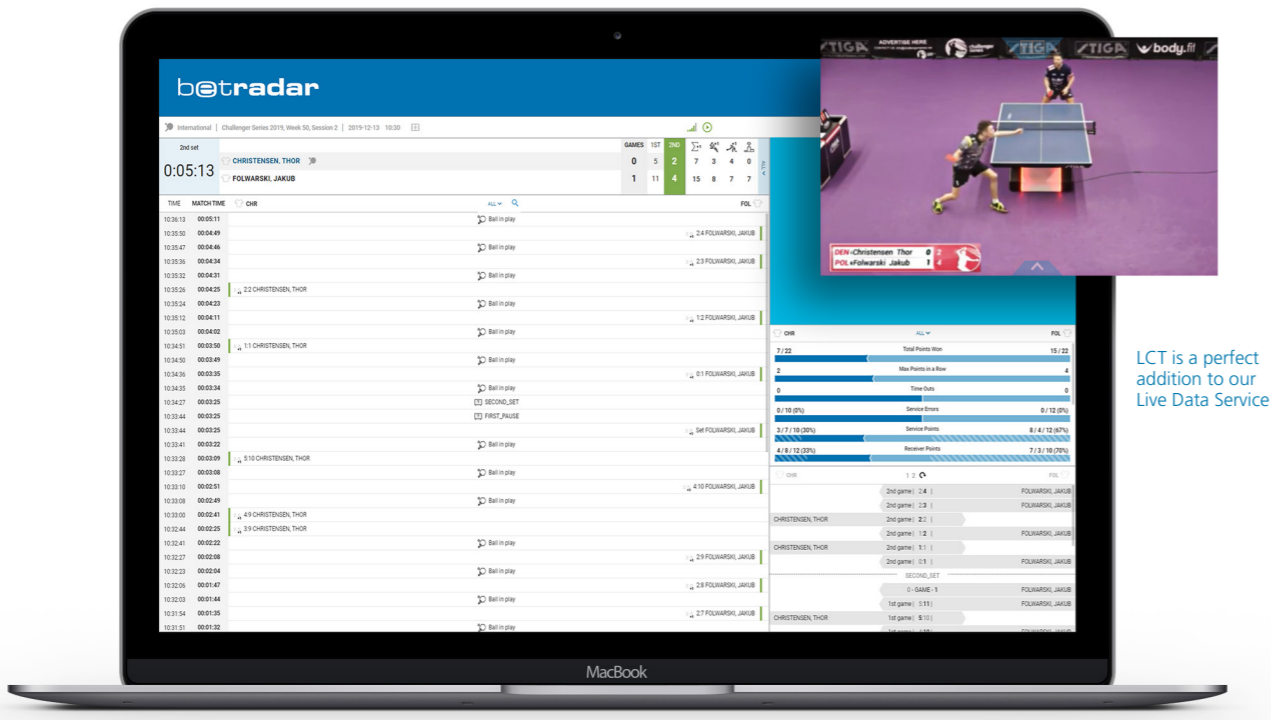 STIGA ADVERTISE HERE challenger Series STIGA STIGA body.fit
betradar
International | Challenger Series 2019, Week 50, Session 2 | 2019-12-13 10:30
2nd set GAMES 1ST 2ND
0:05:13
CHRISTENSEN, THOR 0 5 2 7 3 4 0
FOLWARSKI, JAKUB 1 11 4 15 8 7 7
DEN Christensen Thor 0 2
POL Folwarski Jakub 1 4
TIME MATCH TIME CHR ALL FOL
10:36:13 00:05:11 Ball in play
10:35:50 00:04:49 2:4 FOLWARSKI, JAKUB
10:35:47 00:04:46 Ball in play
10:35:36 00:04:34 2:3 FOLWARSKI, JAKUB
10:35:32 00:04:31 Ball in play
10:35:26 00:04:25 2:2 CHRISTENSEN, THOR
10:35:24 00:04:23 Ball in play
10:35:12 00:04:11 1:2 FOLWARSKI, JAKUB
10:35:03 00:04:02 Ball in play
10:34:51 00:03:50 1:1 CHRISTENSEN, THOR
10:34:50 00:03:49 Ball in play
10:34:36 00:03:35 0:1 FOLWARSKI, JAKUB
10:34:35 00:03:34 Ball in play
10:34:27 00:03:25 SECOND_SET
10:33:44 00:03:25 FIRST_PAUSE
10:33:44 00:03:25 Set FOLWARSKI, JAKUB
10:33:41 00:03:22 Ball in play
10:33:28 00:03:09 5:10 CHRISTENSEN, THOR
10:33:27 00:03:08 Ball in play
10:33:10 00:02:51 4:10 FOLWARSKI, JAKUB
10:33:08 00:02:49 Ball in play
10:33:00 00:02:41 4:9 CHRISTENSEN, THOR
10:32:44 00:02:25 3:9 CHRISTENSEN, THOR
10:32:41 00:02:22 Ball in play
10:32:27 00:02:08 2:9 FOLWARSKI, JAKUB
10:32:23 00:02:04 Ball in play
10:32:06 00:01:47 2:8 FOLWARSKI, JAKUB
10:32:03 00:01:44 Ball in play
10:31:54 00:01:35 2:7 FOLWARSKI, JAKUB
10:31:51 00:01:32 Ball in play
CHR ALL FOL
7/22 Total Points Won 15/22
2 Max Points in a Row 4
0 Time Outs 0
0/10 (0%) Service Errors 0/12 (0%)
3/7/10 (30%) Service Points 8/4/12 (67%)
4/8/12 (33%) Receiver Points 7/3/10 (70%)
CHR 1 2 FOL
2nd game | 2:4 | FOLWARSKI, JAKUB
2nd game | 2:3 | FOLWARSKI, JAKUB
CHRISTENSEN, THOR 2nd game | 2:2 |
2nd game | 1:2 | FOLWARSKI, JAKUB
CHRISTENSEN, THOR 2nd game | 1:1 |
2nd game | 0:1 | FOLWARSKI, JAKUB
SECOND_SET
0 - GAME - 1 FOLWARSKI, JAKUB
1st game | 5:11 | FOLWARSKI, JAKUB
CHRISTENSEN, THOR 1st game | 5:10 |
LCT is a perfect
addition to our
Live Data Service
MacBook